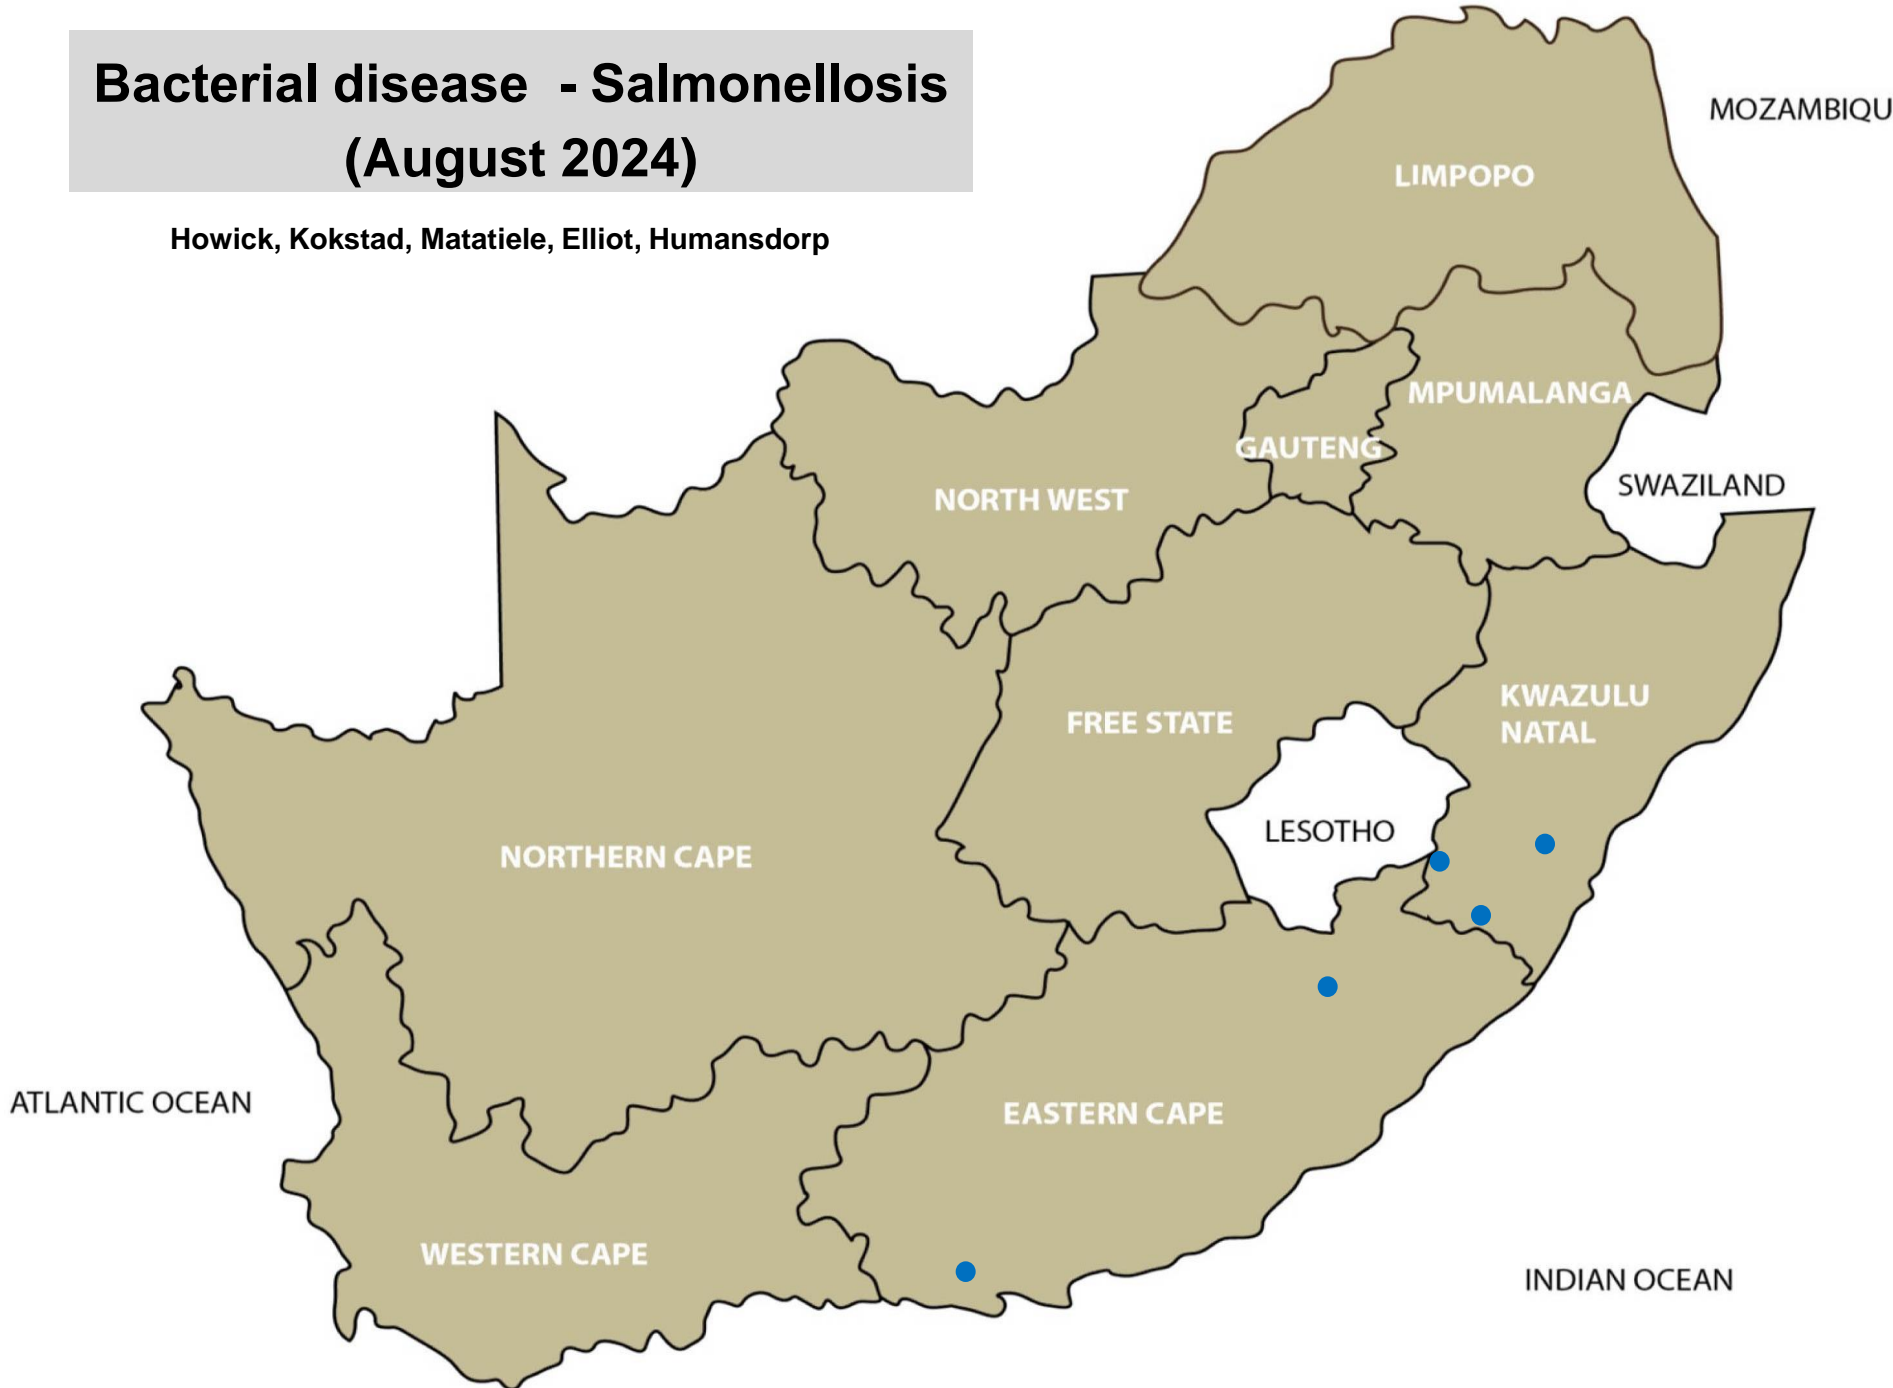 Bacterial disease - Salmonellosis
(August 2024)
Howick, Kokstad, Matatiele, Elliot, Humansdorp
MOZAMBIQU
LIMPOPO
MPUMALANGA
GAUTENG
SWAZILAND
NORTH WEST
KWAZULU
NATAL
FREE STATE
LESOTHO
NORTHERN CAPE
ATLANTIC OCEAN
EASTERN CAPE
WESTERN CAPE
INDIAN OCEAN